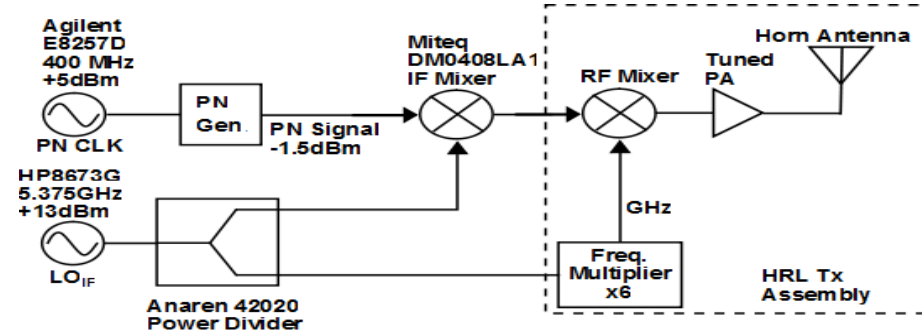 Agilent
E8257D
400 MHz
+5dBm
PN CLK
PN
Gen.
PN Signal
-1.5dBm
Miteq
DM0408LA1
IF Mixer
RF Mixer
Tuned
PA
Horn Antenna
HP8673G
5.375GHz
+13dBm
LOIF
Anaren 42020
Power Divider
GHz
Freq.
Multiplier
x6
HRL Tx
Assembly